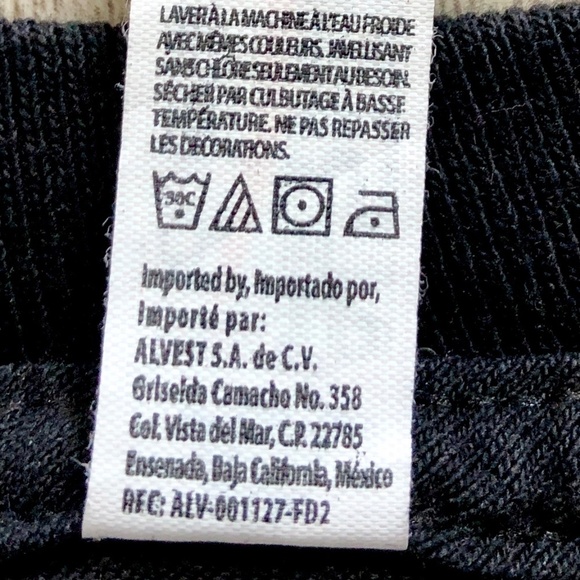 LAVER À LA MACHINE À L'EAU FROIDE
AVEC MÊMES COULEURS. JAVELLISANT
SANS CHLORE SEULEMENT AU BESOIN.
SÉCHER PAR CULBUTAGE À BASSE
TEMPÉRATURE. NE PAS REPASSER
LES DÉCORATIONS.
30C
Imported by, Importado por,
Importé par:
ALVEST S.A. de C.V.
Griselda Camacho No. 358
Col. Vista del Mar, C.P. 22785
Ensenada, Baja California, México
RFC: ALV-001127-FD2